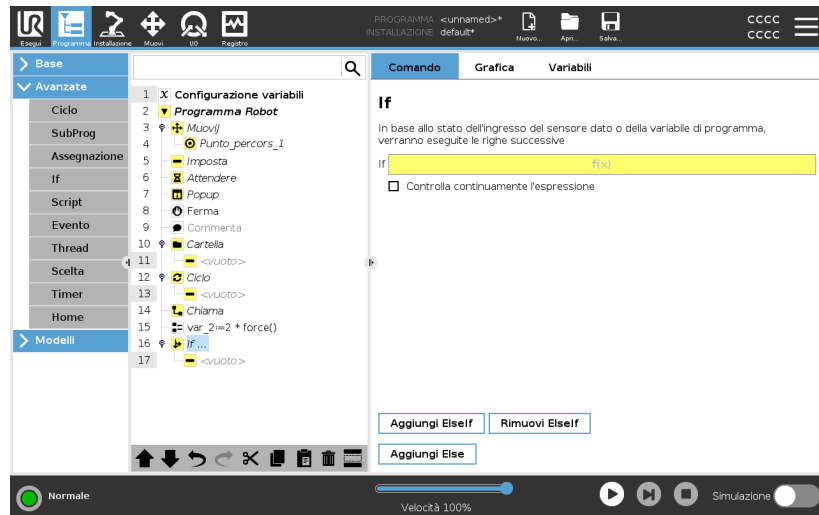 UR
Esegui
Programma
Installazione
Muovi
I/O
Registro
PROGRAMMA <unnamed>*
INSTALLAZIONE default*
Nuovo...
Apri...
Salva...
cccc
cccc
Base
Avanzate
Ciclo
SubProg
Assegnazione
If
Script
Evento
Thread
Scelta
Timer
Home
Modelli
1 X Configurazione variabili
2 Programma Robot
3 MuoviJ
4 Punto_percors_1
5 Imposta
6 Attendere
7 Popup
8 Ferma
9 Commenta
10 Cartella
11 <vuoto>
12 Ciclo
13 <vuoto>
14 Chiama
15 var_2:=2 * force()
16 If ...
17 <vuoto>
Comando Grafica Variabili
If
In base allo stato dell'ingresso del sensore dato o della variabile di programma,
verranno eseguite le righe successive
If f(x)
Controlla continuamente l'espressione
Aggiungi ElseIf Rimuovi ElseIf
Aggiungi Else
Normale
Velocità 100%
Simulazione